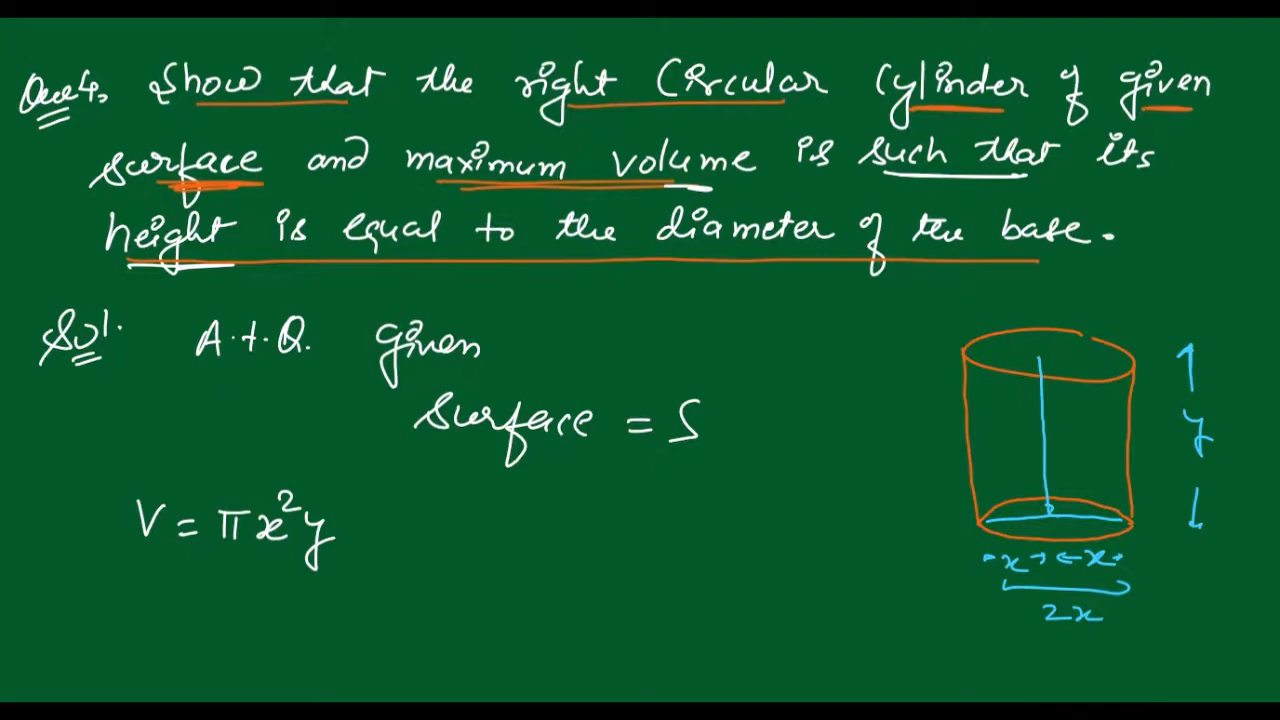 Que4. Show that the right Circular Cylinder of given
surface and maximum volume is such that its
height is equal to the diameter of the base.
Sol. A.t.Q. given
Surface = S
V = πx²y
y
x x
2x